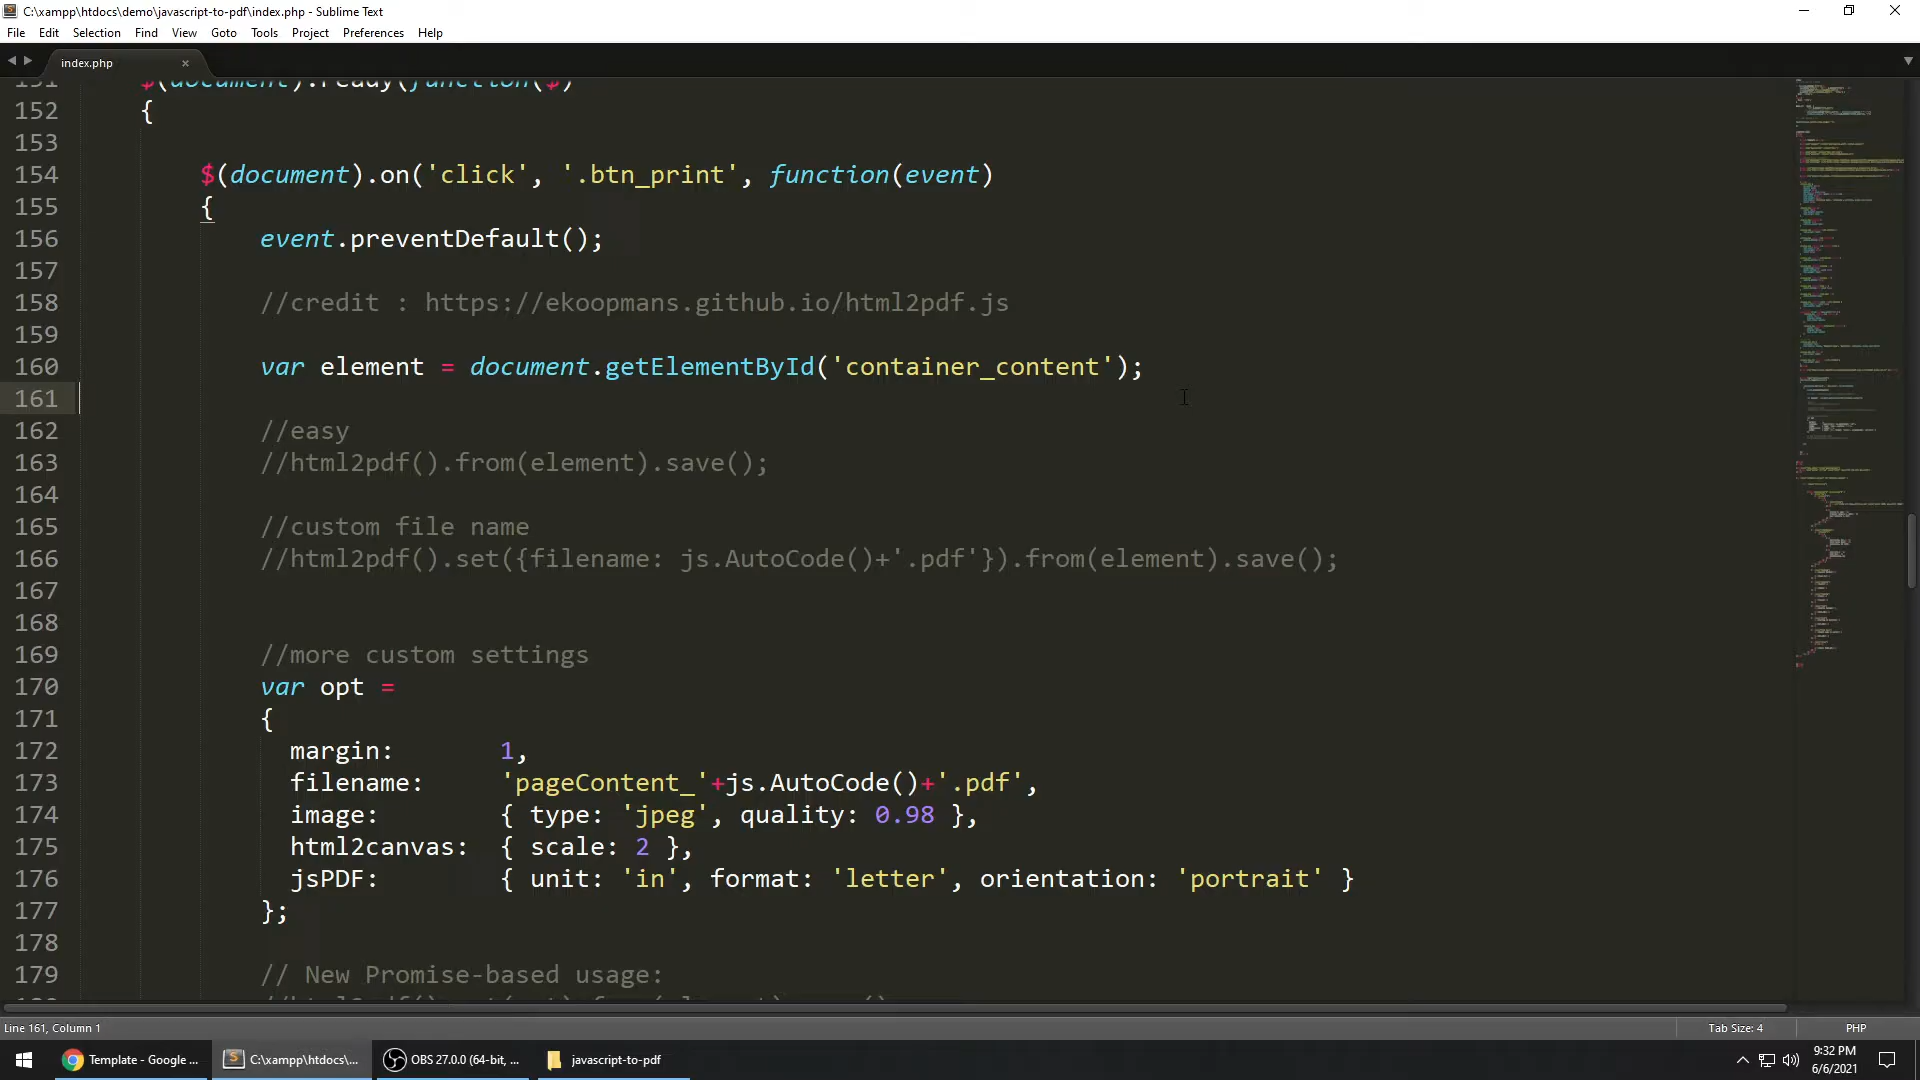 C:\xampp\htdocs\demo\javascript-to-pdf\index.php - Sublime Text
File Edit Selection Find View Goto Tools Project Preferences Help
index.php
151 $(document).ready(function($)
152 {
153
154 $(document).on('click', '.btn_print', function(event)
155 {
156 event.preventDefault();
157
158 //credit : https://ekoopmans.github.io/html2pdf.js
159
160 var element = document.getElementById('container_content');
161
162 //easy
163 //html2pdf().from(element).save();
164
165 //custom file name
166 //html2pdf().set({filename: js.AutoCode()+'.pdf'}).from(element).save();
167
168
169 //more custom settings
170 var opt =
171 {
172 margin: 1,
173 filename: 'pageContent_'+js.AutoCode()+'.pdf',
174 image: { type: 'jpeg', quality: 0.98 },
175 html2canvas: { scale: 2 },
176 jsPDF: { unit: 'in', format: 'letter', orientation: 'portrait' }
177 };
178
179 // New Promise-based usage:
Line 161, Column 1 Tab Size: 4 PHP
Template - Google ... C:\xampp\htdocs\... OBS 27.0.0 (64-bit, ... javascript-to-pdf 9:32 PM
6/6/2021